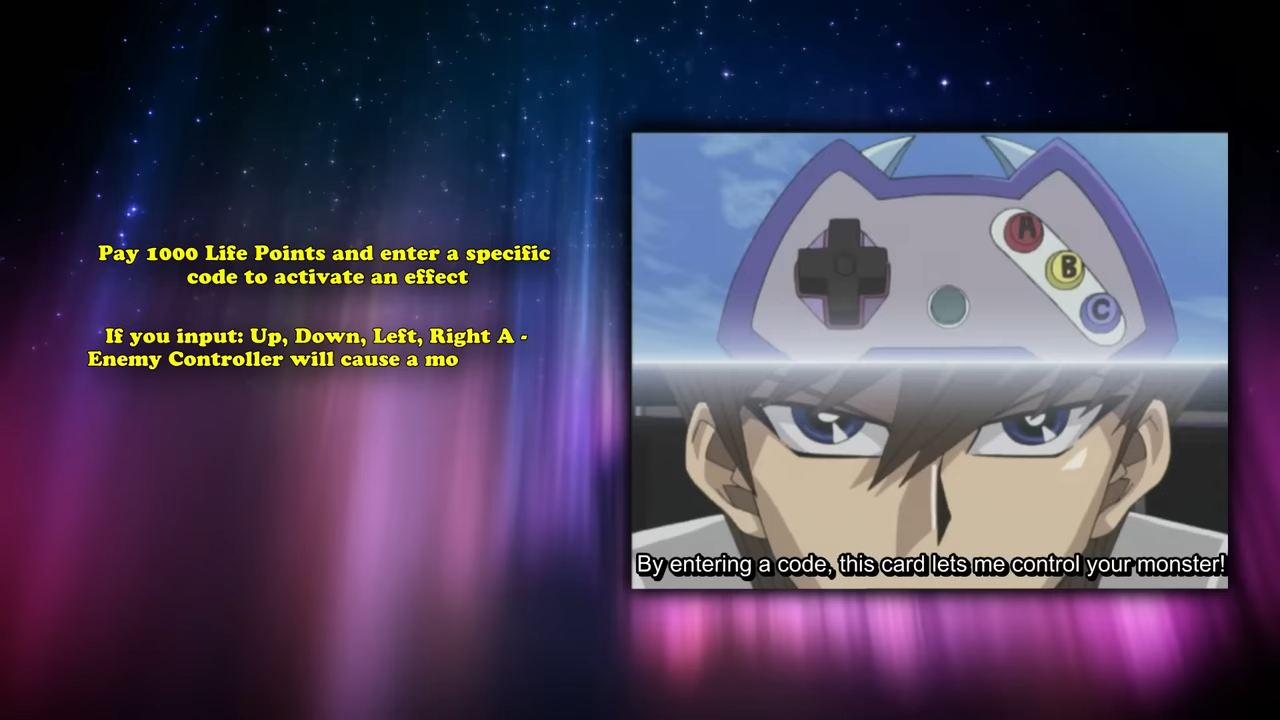 Pay 1000 Life Points and enter a specific
code to activate an effect
If you input: Up, Down, Left, Right A -
Enemy Controller will cause a mo
A
B
C
By entering a code, this card lets me control your monster!